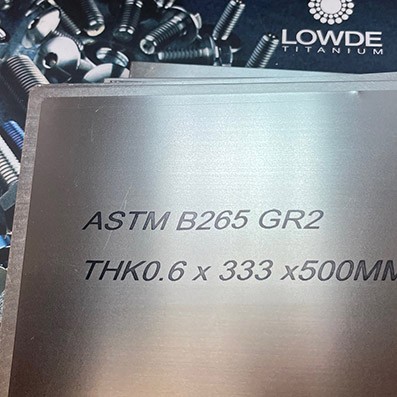 LOWDE
TITANIUM
ASTM B265 GR2
THK0.6 x 333 x500MM